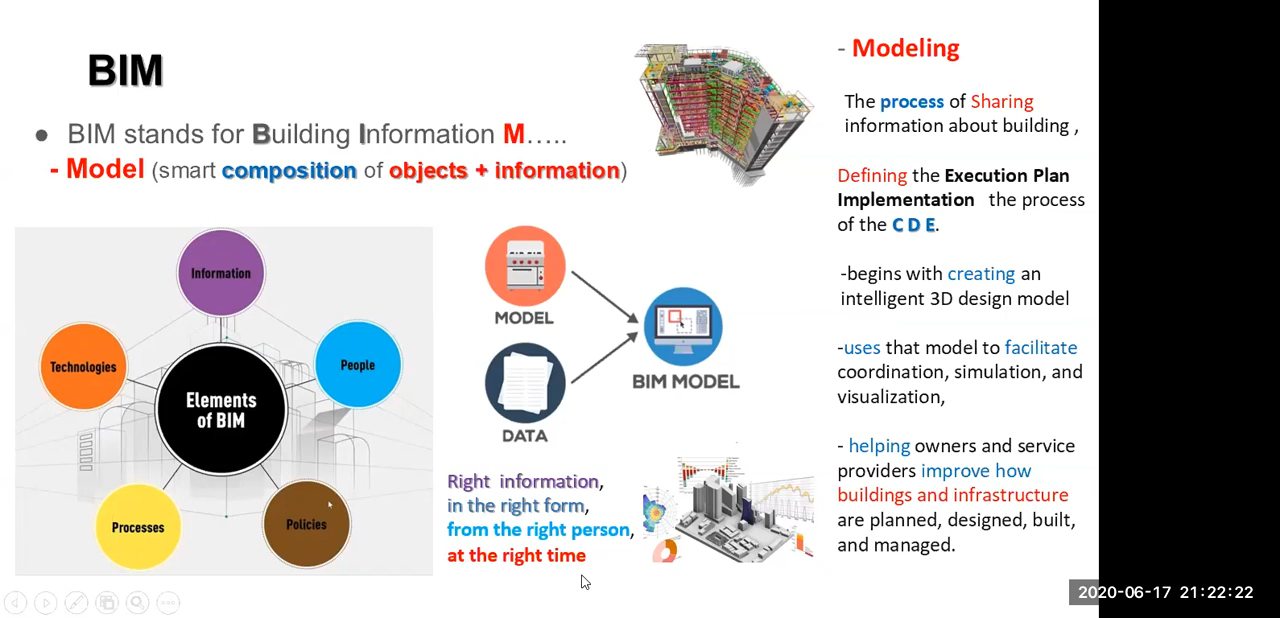 BIM
● BIM stands for Building Information M…..
- Model (smart composition of objects + information)
Information
Technologies
People
Elements
of BIM
Processes
Policies
MODEL
DATA
BIM MODEL
Right information,
in the right form,
from the right person,
at the right time
- Modeling
The process of Sharing
information about building ,
Defining the Execution Plan
Implementation the process
of the C D E.
-begins with creating an
intelligent 3D design model
-uses that model to facilitate
coordination, simulation, and
visualization,
- helping owners and service
providers improve how
buildings and infrastructure
are planned, designed, built,
and managed.
2020-06-17 21:22:22